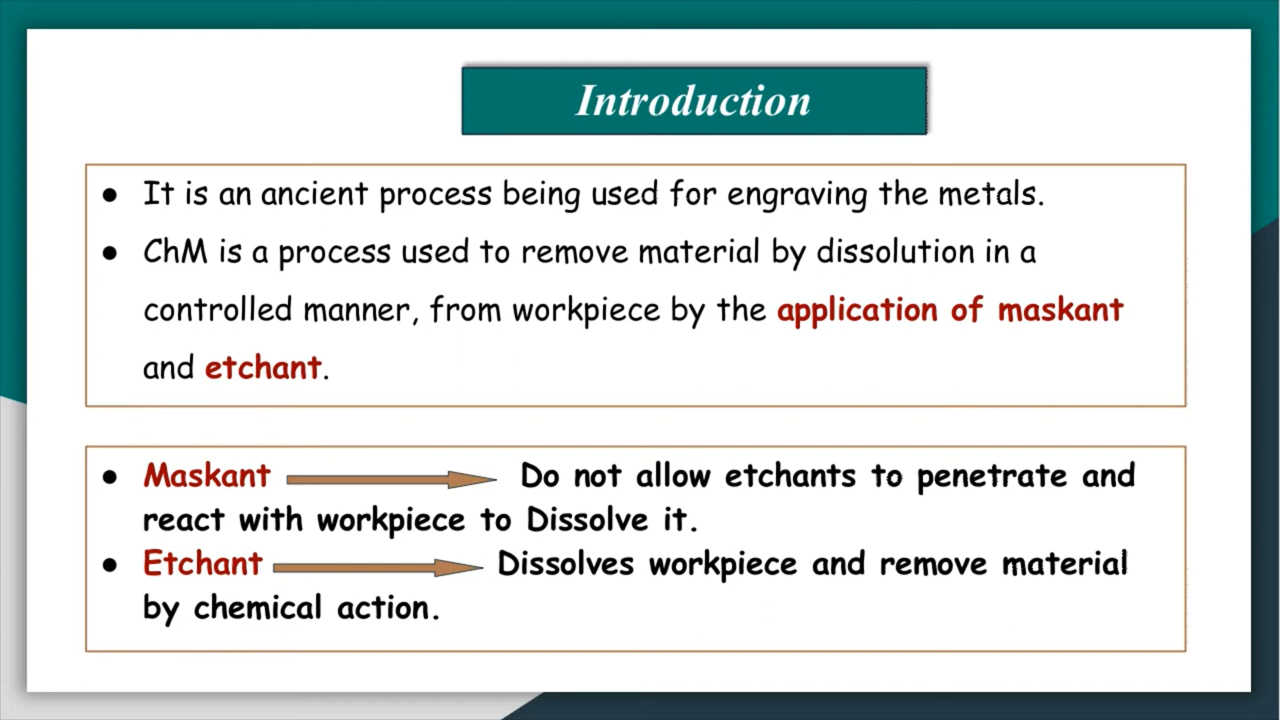 Introduction
● It is an ancient process being used for engraving the metals.
● ChM is a process used to remove material by dissolution in a
controlled manner, from workpiece by the application of maskant
and etchant.
● Maskant Do not allow etchants to penetrate and
react with workpiece to Dissolve it.
● Etchant Dissolves workpiece and remove material
by chemical action.